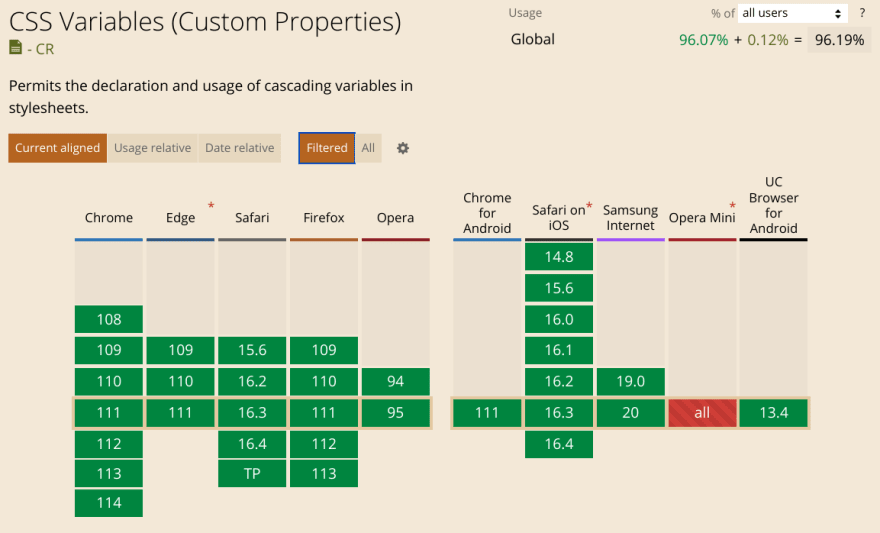 CSS Variables (Custom Properties)
- CR
Usage % of all users ?
Global 96.07% + 0.12% = 96.19%
Permits the declaration and usage of cascading variables in
stylesheets.
Current aligned Usage relative Date relative Filtered All
Chrome Edge * Safari Firefox Opera
Chrome
for
Android
Safari on *
iOS
Samsung
Internet
Opera Mini *
UC
Browser
for
Android
14.8
15.6
108 16.0
109 109 15.6 109 16.1
110 110 16.2 110 94 16.2 19.0
111 111 16.3 111 95 111 16.3 20 all 13.4
112 16.4 112 16.4
113 TP 113
114